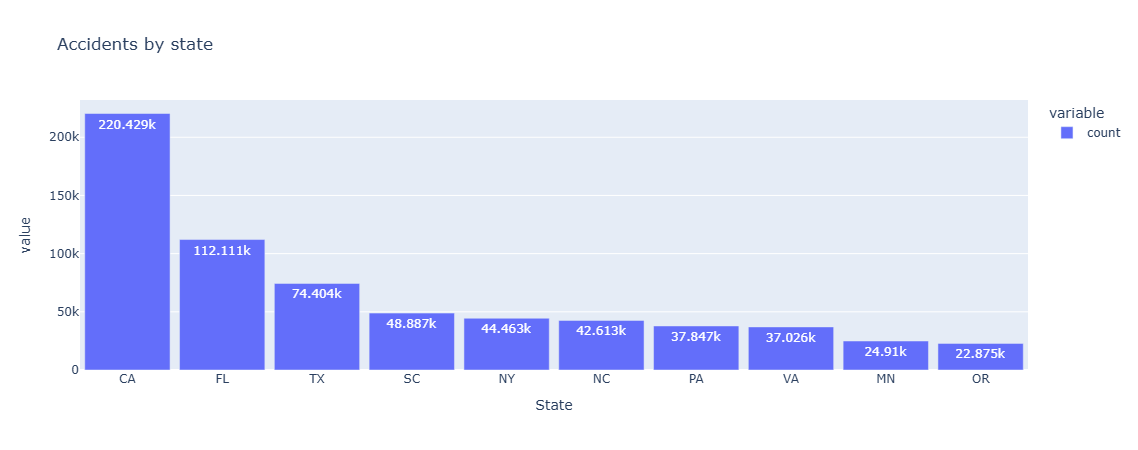 Accidents by state
variable
count
value
200k
150k
100k
50k
0
220.429k
112.111k
74.404k
48.887k
44.463k
42.613k
37.847k
37.026k
24.91k
22.875k
CA FL TX SC NY NC PA VA MN OR
State